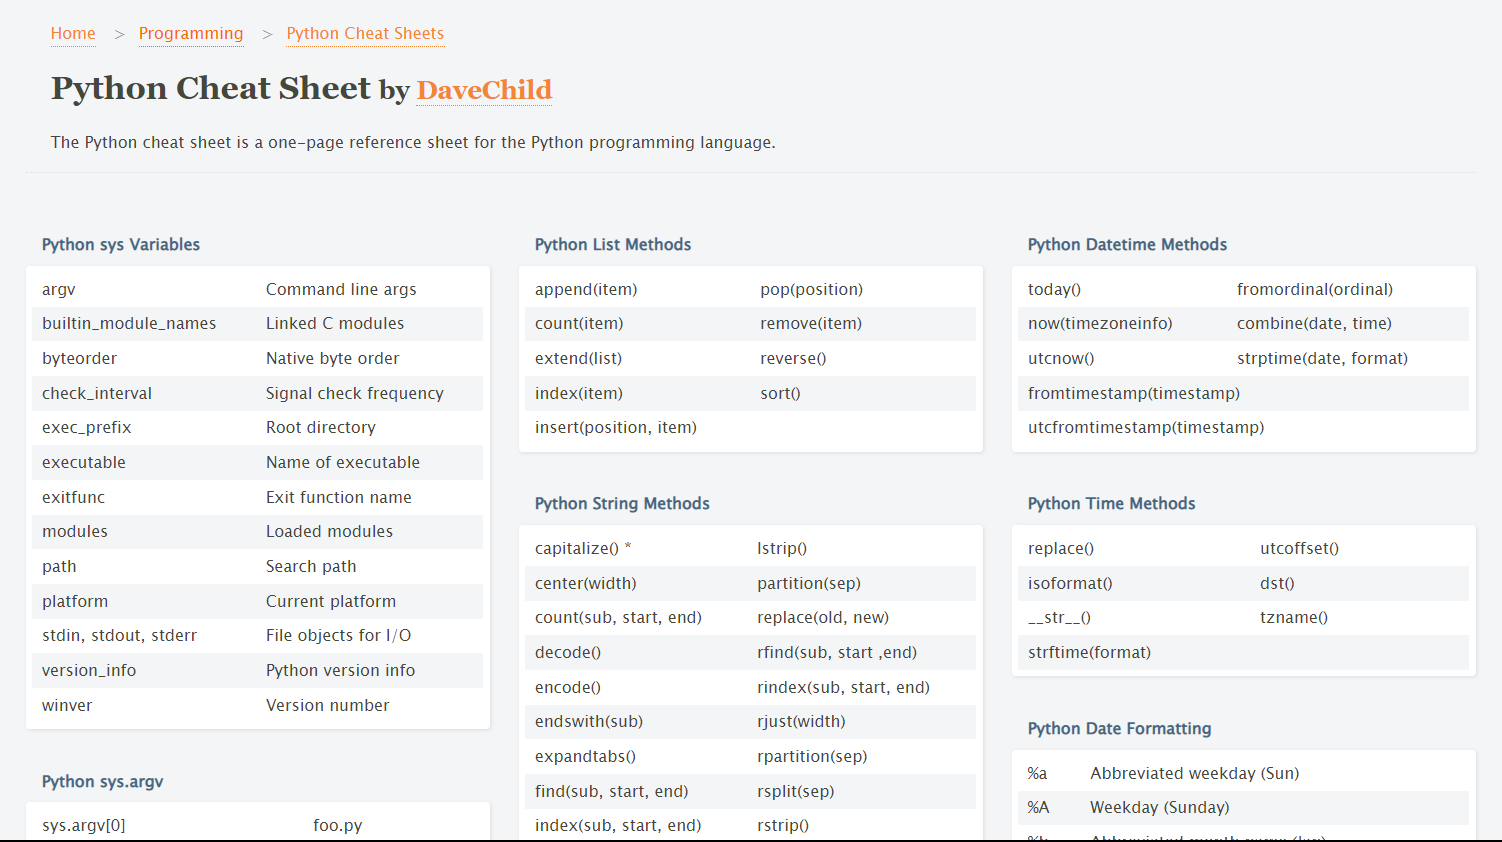 Home > Programming > Python Cheat Sheets
Python Cheat Sheet by DaveChild
The Python cheat sheet is a one-page reference sheet for the Python programming language.
Python sys Variables
argv Command line args
builtin_module_names Linked C modules
byteorder Native byte order
check_interval Signal check frequency
exec_prefix Root directory
executable Name of executable
exitfunc Exit function name
modules Loaded modules
path Search path
platform Current platform
stdin, stdout, stderr File objects for I/O
version_info Python version info
winver Version number
Python sys.argv
sys.argv[0] foo.py
Python List Methods
append(item) pop(position)
count(item) remove(item)
extend(list) reverse()
index(item) sort()
insert(position, item)
Python String Methods
capitalize() * lstrip()
center(width) partition(sep)
count(sub, start, end) replace(old, new)
decode() rfind(sub, start ,end)
encode() rindex(sub, start, end)
endswith(sub) rjust(width)
expandtabs() rpartition(sep)
find(sub, start, end) rsplit(sep)
index(sub, start, end) rstrip()
Python Datetime Methods
today() fromordinal(ordinal)
now(timezoneinfo) combine(date, time)
utcnow() strptime(date, format)
fromtimestamp(timestamp)
utcfromtimestamp(timestamp)
Python Time Methods
replace() utcoffset()
isoformat() dst()
__str__() tzname()
strftime(format)
Python Date Formatting
%a Abbreviated weekday (Sun)
%A Weekday (Sunday)